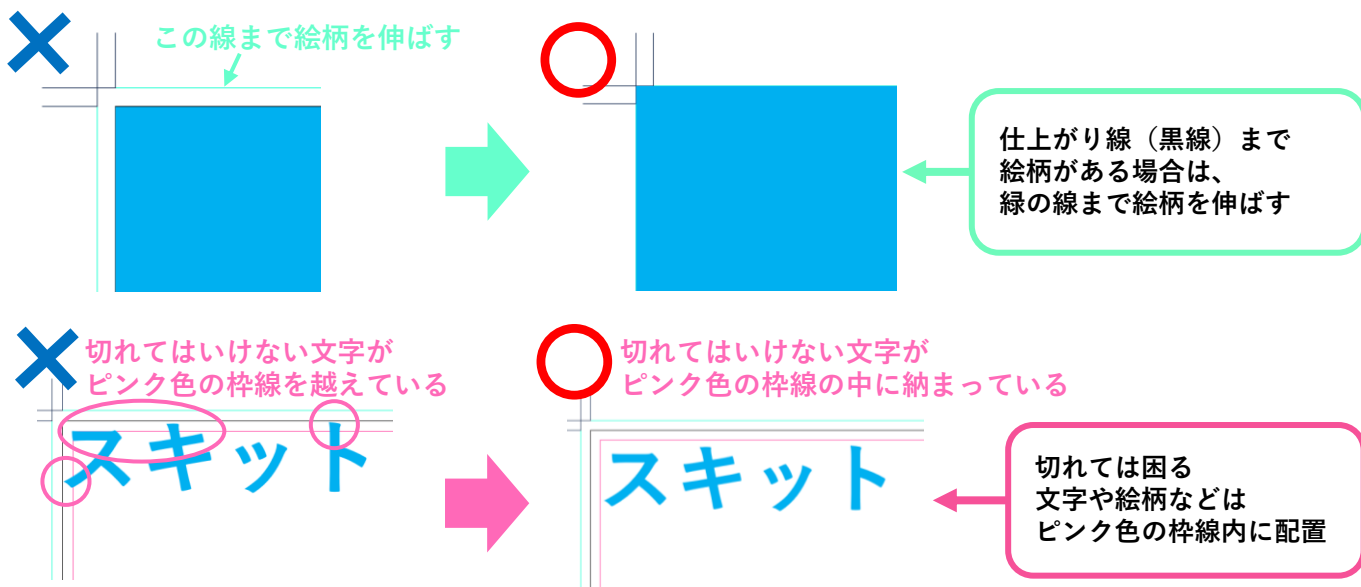 この線まで絵柄を伸ばす
仕上がり線（黒線）まで
絵柄がある場合は、
緑の線まで絵柄を伸ばす
切れてはいけない文字が
ピンク色の枠線を越えている
スキット
切れてはいけない文字が
ピンク色の枠線の中に納まっている
スキット
切れては困る
文字や絵柄などは
ピンク色の枠線内に配置